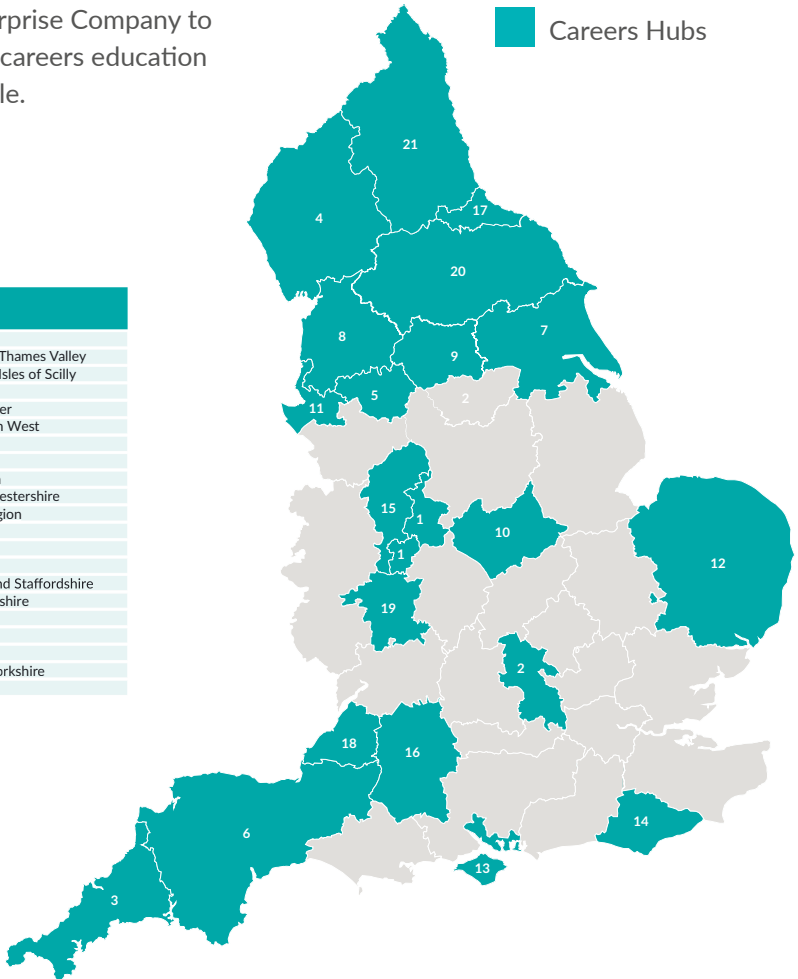 rprise Company to
careers education
le.
Careers Hubs
Thames Valley
Isles of Scilly
er
West
estershire
gion
nd Staffordshire
shire
orkshire
21
17
4
20
7
8
9
5
2
11
15
1
10
1
12
19
2
18
16
14
6
13
3